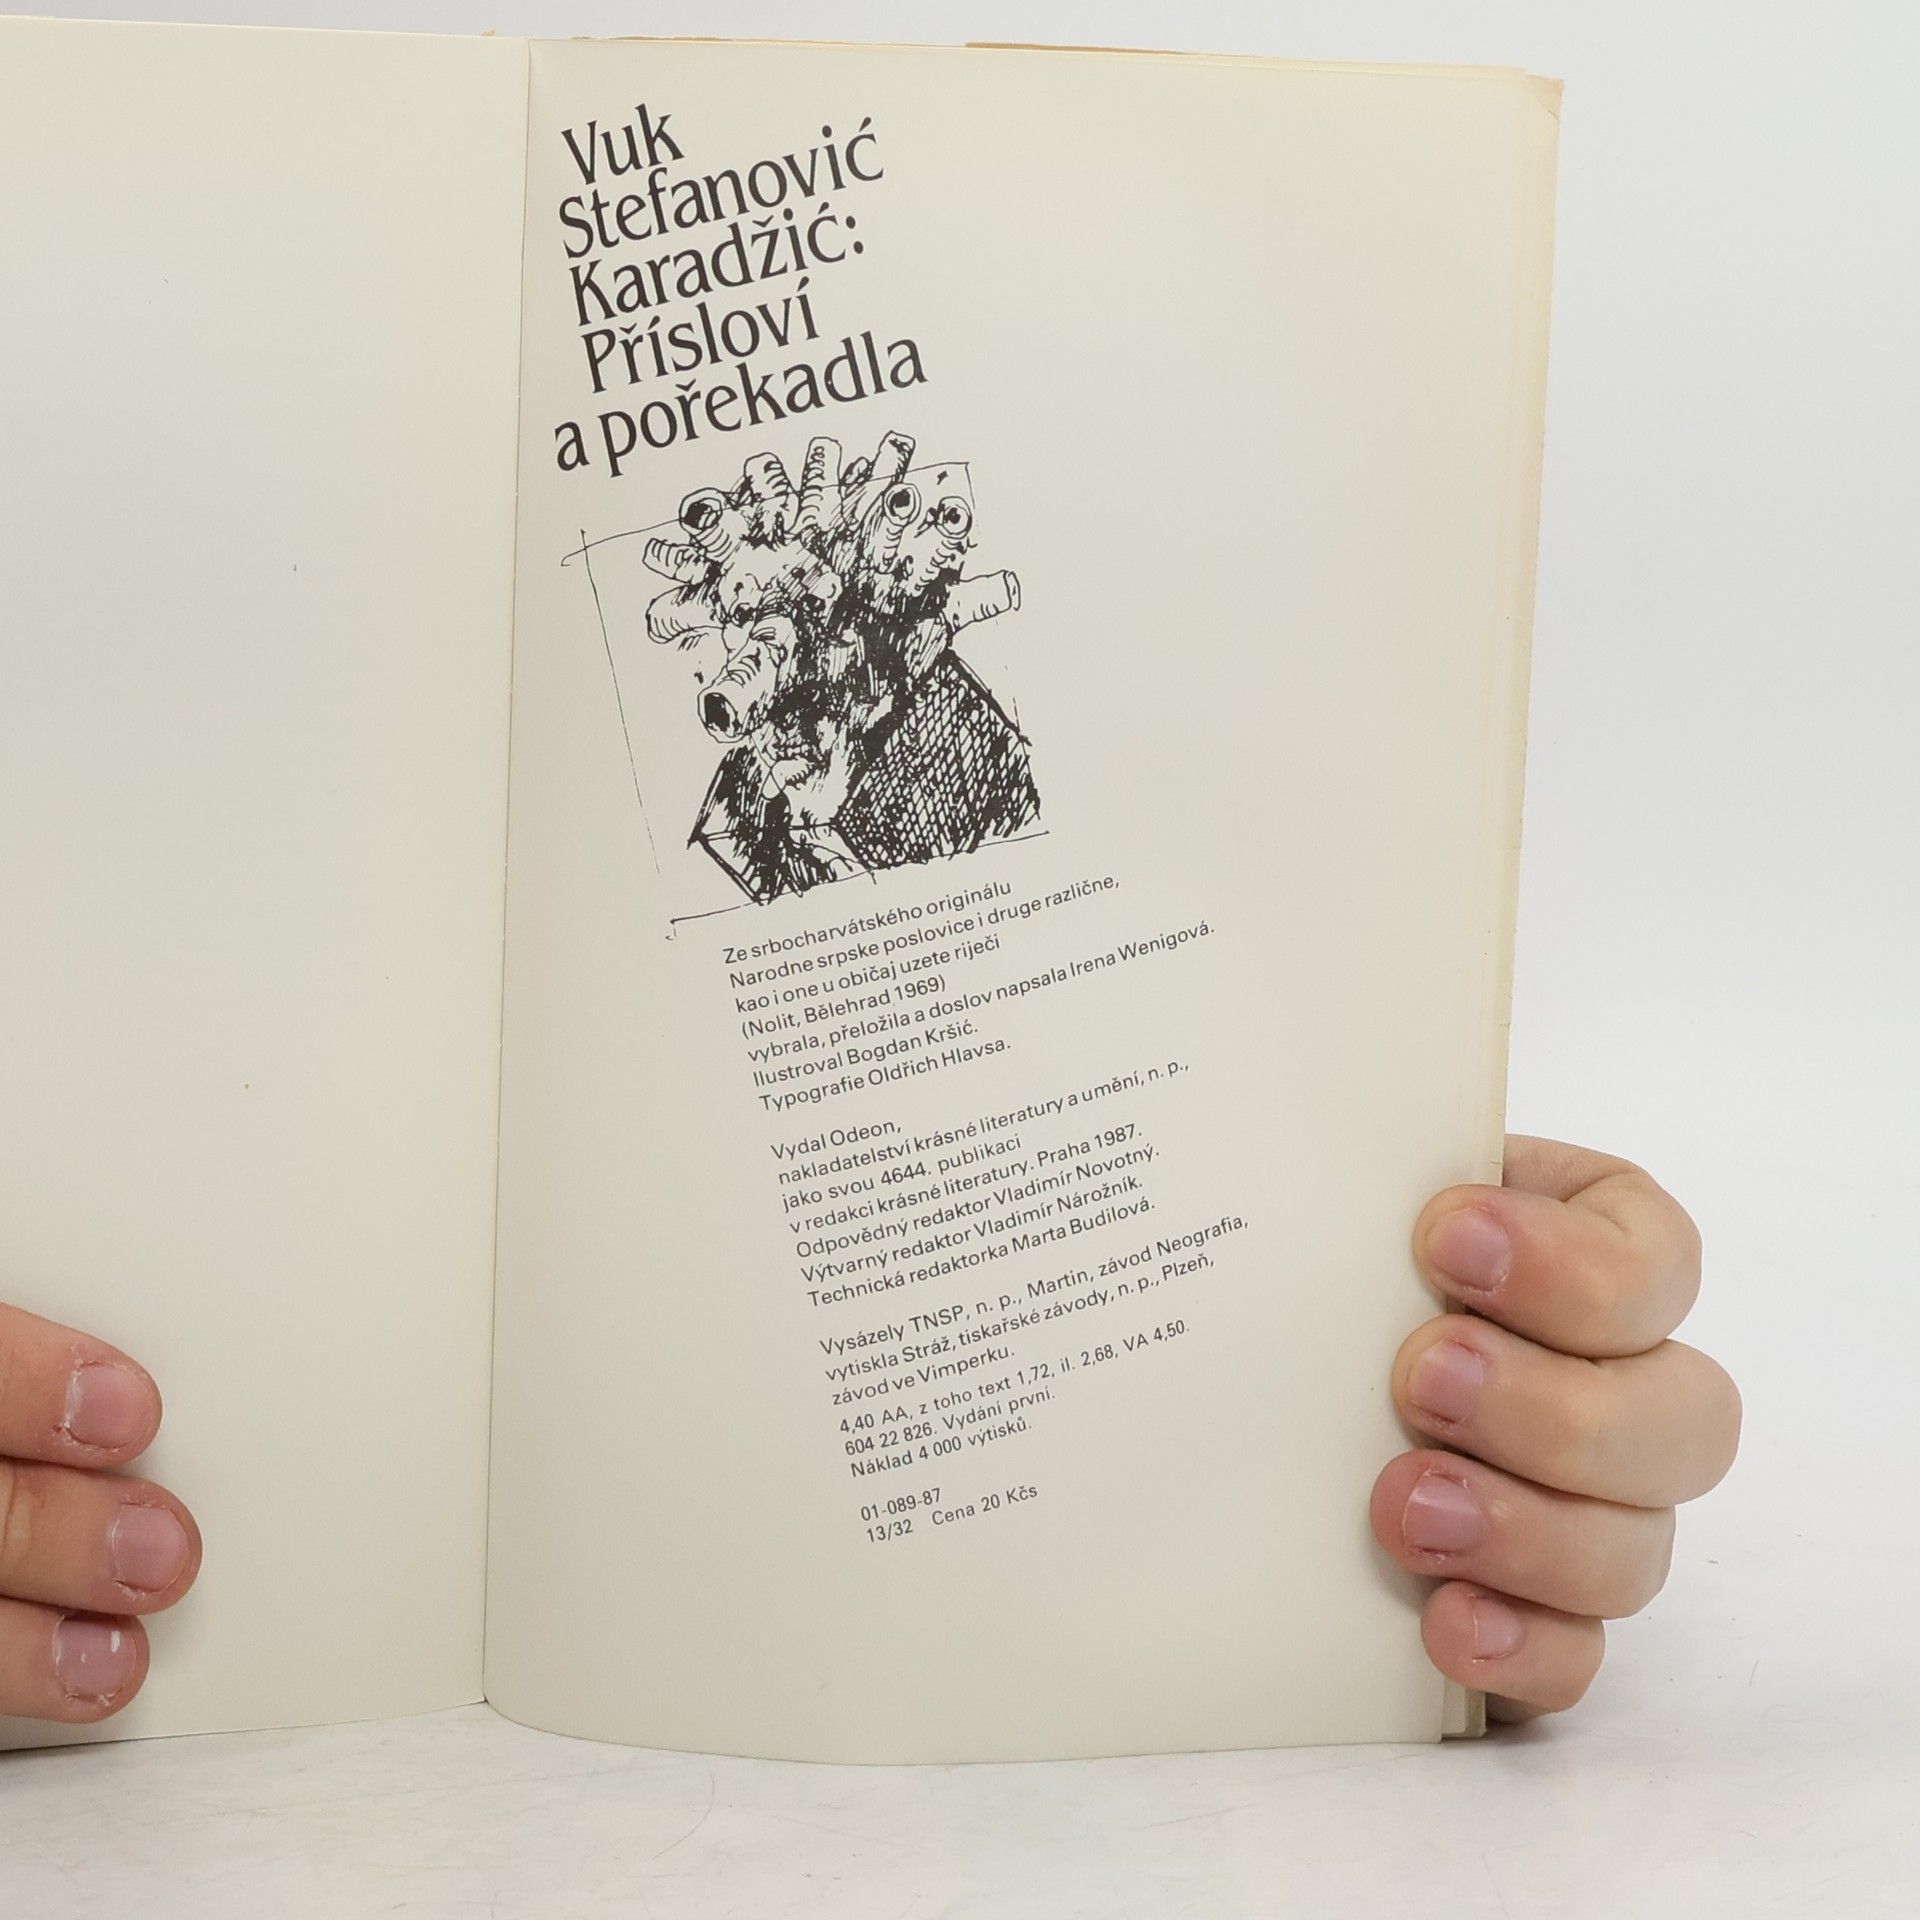 Vuk
Stefanović
Karadžić:
Přísloví
a pořekadla
Ze srbocharvátského originálu
Narodne srpske poslovice i druge različne,
kao i one u običaj uzete riječi
(Nolit, Bělehrad 1969)
vybrala, přeložila a doslov napsala Irena Wenigová.
Ilustroval Bogdan Kršić.
Typografie Oldřich Hlavsa.
Vydal Odeon,
nakladatelství krásné literatury a umění, n. p.,
jako svou 4644. publikaci
v redakci krásné literatury. Praha 1987.
Odpovědný redaktor Vladimír Novotný.
Výtvarný redaktor Vladimír Nárožník.
Technická redaktorka Marta Budilová.
Vysázely TNSP, n. p., Martin, závod Neografia,
vytiskla Stráž, tiskařské závody, n. p., Plzeň,
závod ve Vimperku.
4,40 AA, z toho text 1,72, il. 2,68, VA 4,50.
604 22 826. Vydání první.
Náklad 4 000 výtisků.
01-089-87
13/32 Cena 20 Kčs